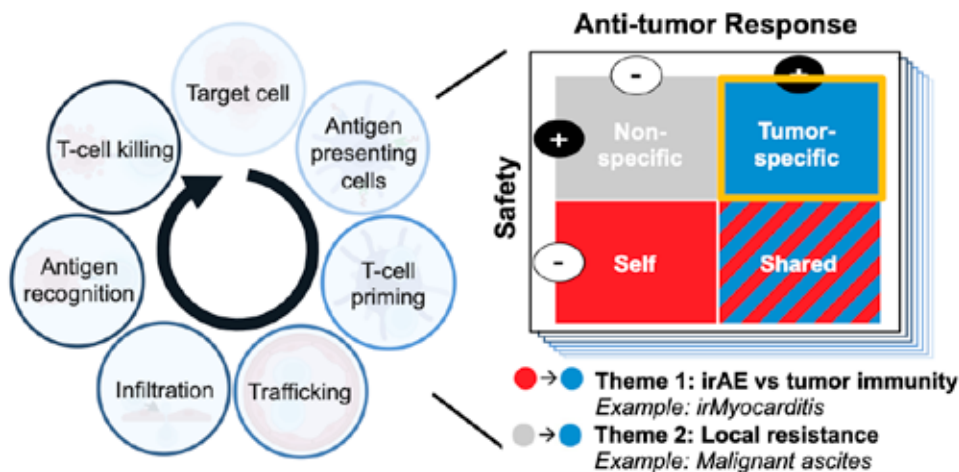 Target cell
Antigen
presenting
cells
T-cell
priming
Trafficking
Infiltration
Antigen
recognition
T-cell killing
Anti-tumor Response
Safety
-
+
+
-
Non-
specific
Tumor-
specific
Self
Shared
→ Theme 1: irAE vs tumor immunity
Example: irMyocarditis
→ Theme 2: Local resistance
Example: Malignant ascites